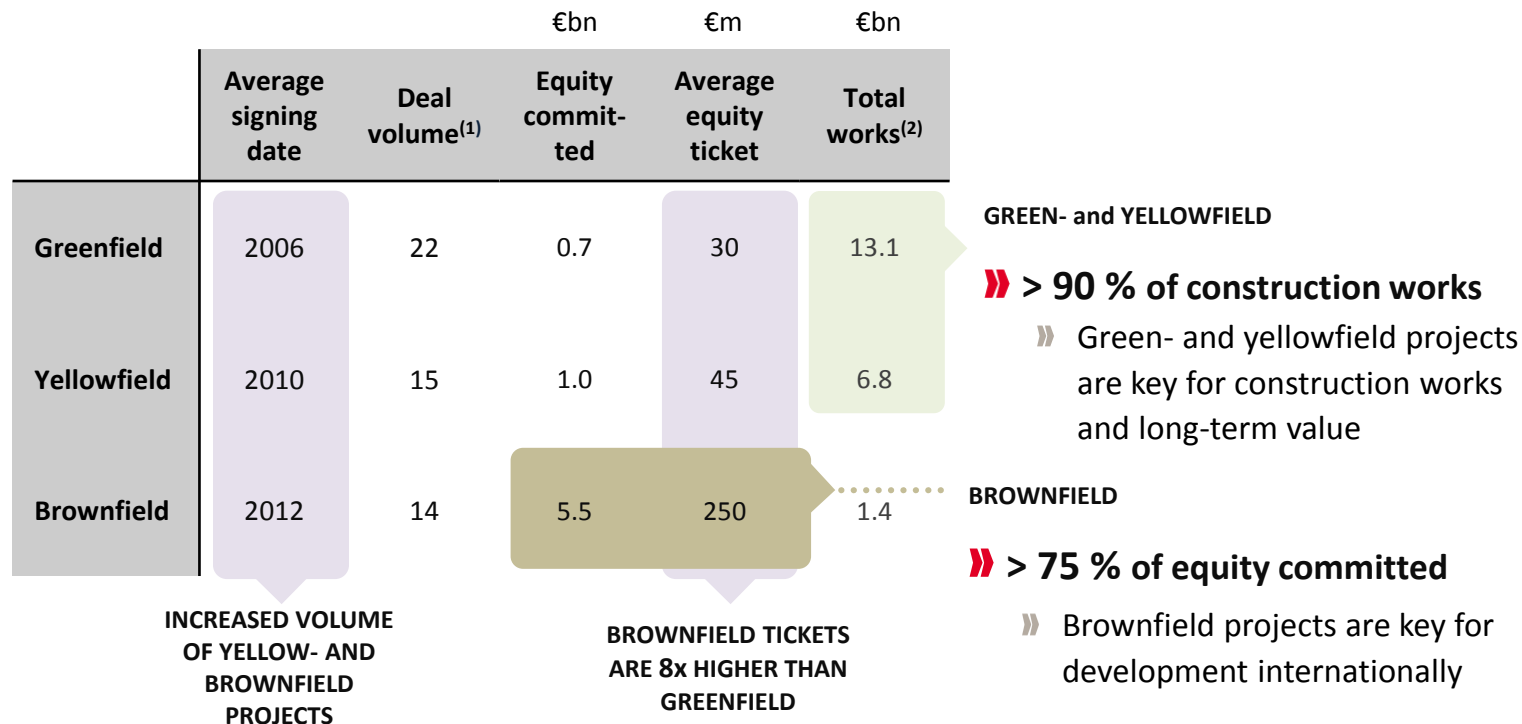 €bn €m €bn
Average signing date
Deal volume(1)
Equity commit-ted
Average equity ticket
Total works(2)
Greenfield 2006 22 0.7 30 13.1
Yellowfield 2010 15 1.0 45 6.8
Brownfield 2012 14 5.5 250 1.4
INCREASED VOLUME
OF YELLOW- AND
BROWNFIELD
PROJECTS
BROWNFIELD TICKETS
ARE 8x HIGHER THAN
GREENFIELD
GREEN- and YELLOWFIELD
> 90 % of construction works
Green- and yellowfield projects
are key for construction works
and long-term value
BROWNFIELD
> 75 % of equity committed
Brownfield projects are key for
development internationally